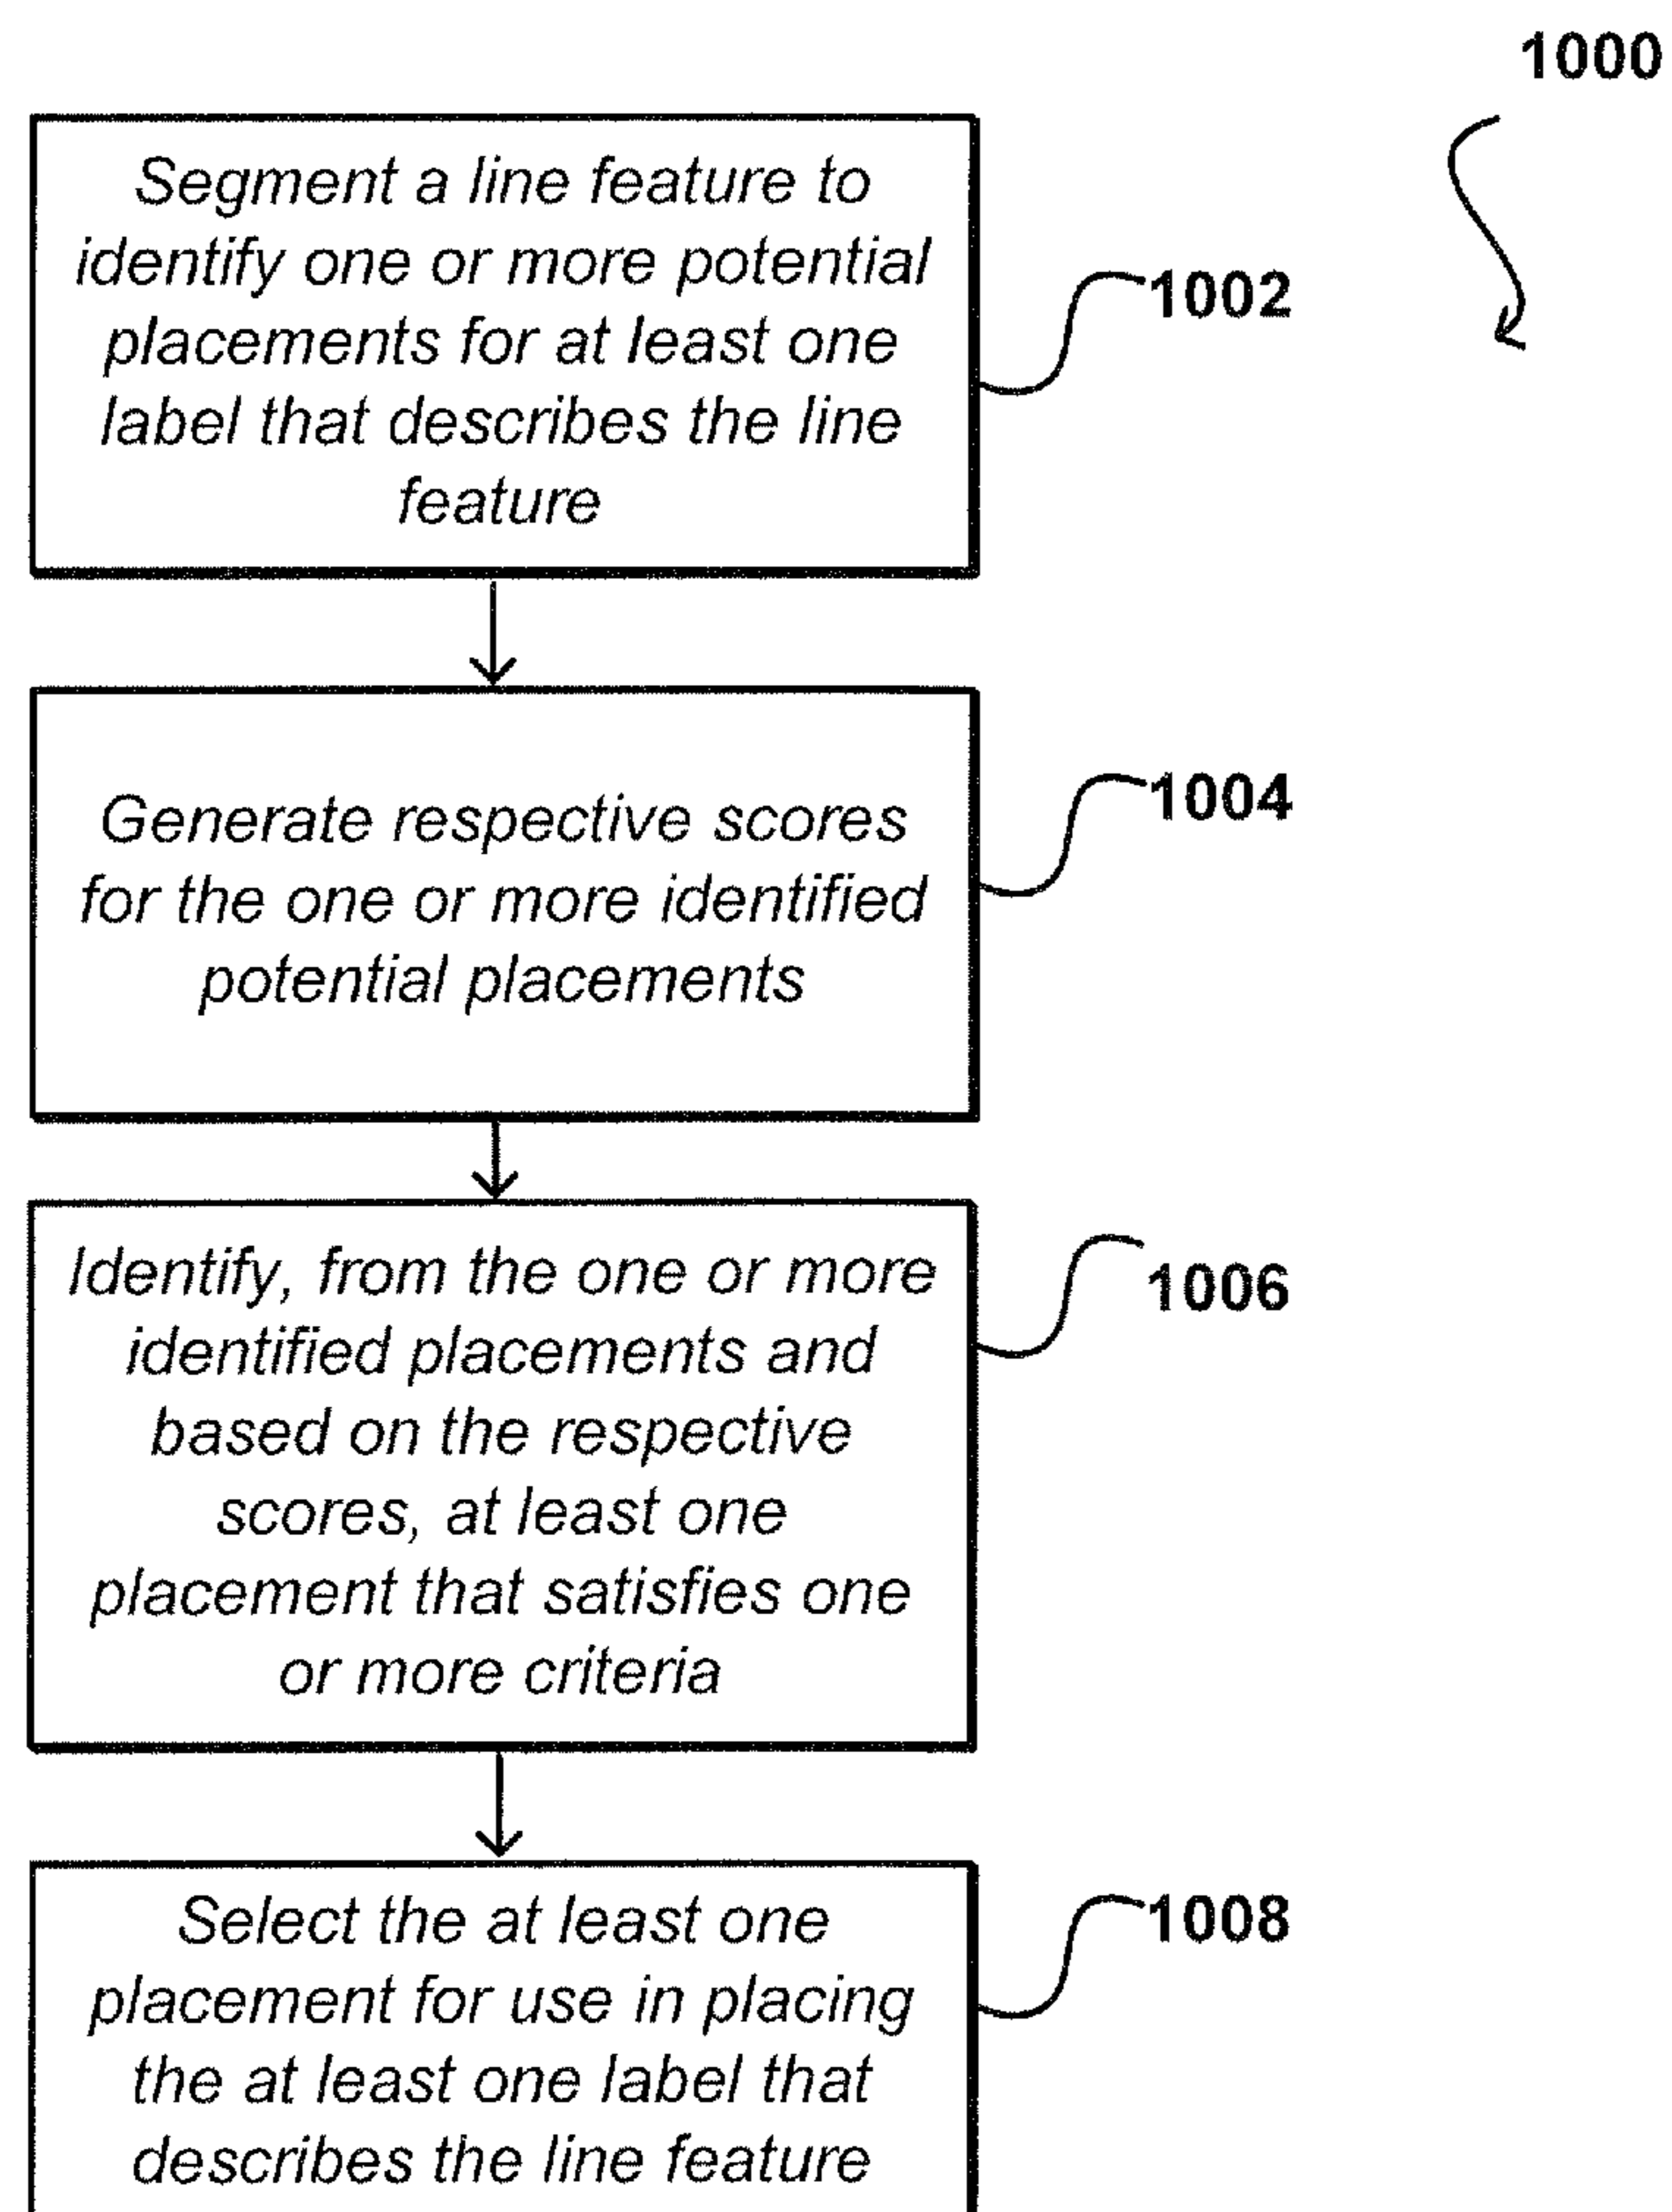 1000
Segment a line feature to
identify one or more potential
placements for at least one
label that describes the line
feature
1002
Generate respective scores
for the one or more identified
potential placements
1004
Identify, from the one or more
identified placements and
based on the respective
scores, at least one
placement that satisfies one
or more criteria
1006
Select the at least one
placement for use in placing
the at least one label that
describes the line feature
1008